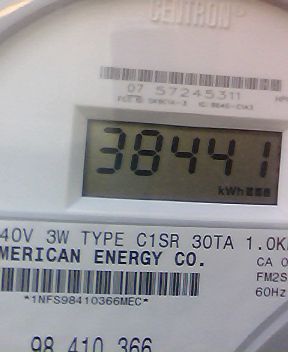 CENTRON®
07 57245311
38441
kWh
40V 3W TYPE C1SR 30TA 1.0K
MERICAN ENERGY CO.
CA 0
FM2S
60Hz
*1NFS98410366MEC*
98 410 366